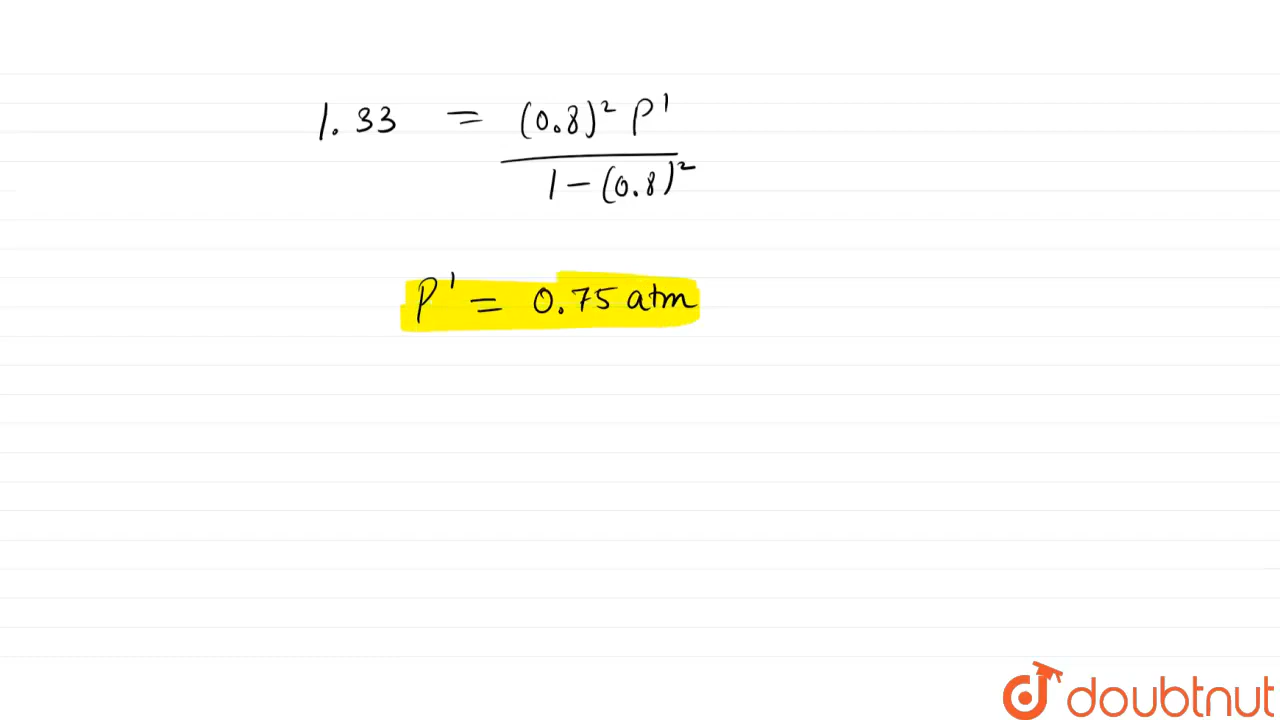 1.33 = (0.8)² P'
1-(0.8)²
P' = 0.75 atm
doubtnut